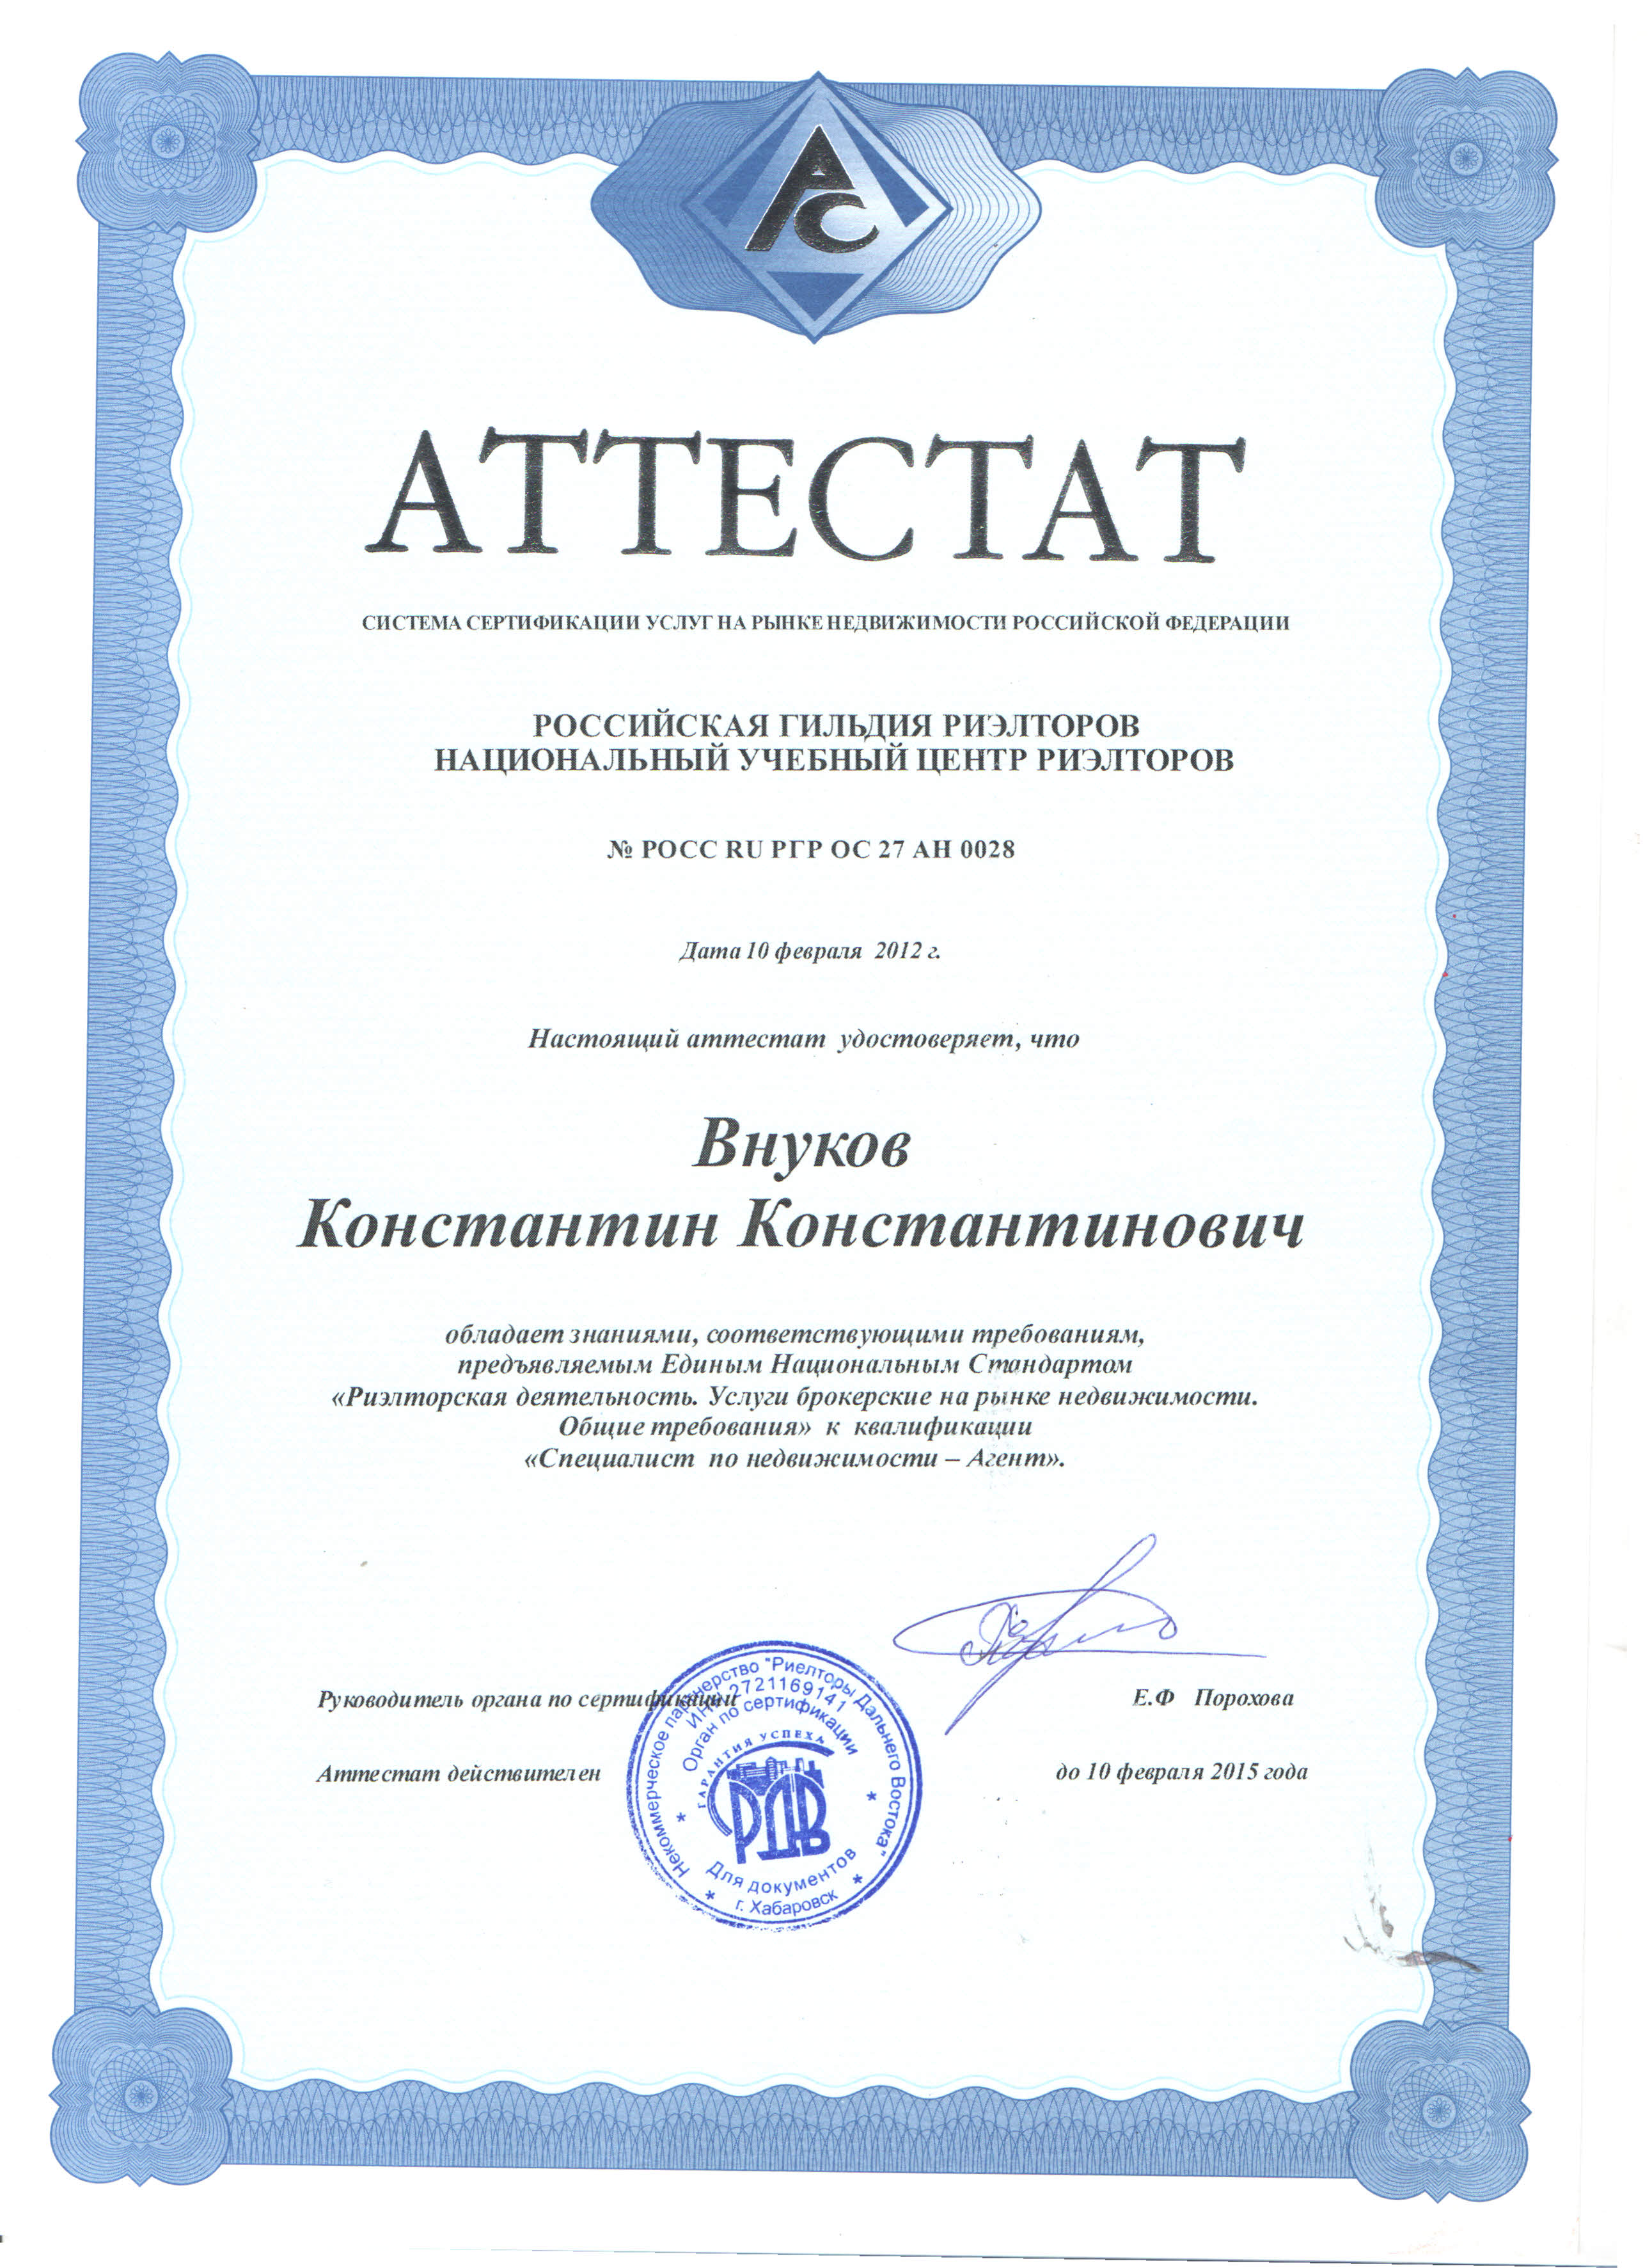 АС
АТТЕСТАТ
СИСТЕМА СЕРТИФИКАЦИИ УСЛУГ НА РЫНКЕ НЕДВИЖИМОСТИ РОССИЙСКОЙ ФЕДЕРАЦИИ
РОССИЙСКАЯ ГИЛЬДИЯ РИЭЛТОРОВ
НАЦИОНАЛЬНЫЙ УЧЕБНЫЙ ЦЕНТР РИЭЛТОРОВ
№ РОСС RU РГР ОС 27 АН 0028
Дата 10 февраля 2012 г.
Настоящий аттестат удостоверяет, что
Внуков
Константин Константинович
обладает знаниями, соответствующими требованиям,
предъявляемым Единым Национальным Стандартом
«Риэлторская деятельность. Услуги брокерские на рынке недвижимости.
Общие требования» к квалификации
«Специалист по недвижимости – Агент».
Руководитель органа по сертификации Е.Ф Порохова
Аттестат действителен до 10 февраля 2015 года
Некоммерческое партнерство "Риелторы Дальнего Востока"
ИНН 2721169141
Орган по сертификации
ГАРАНТИЯ УСПЕХА
РДВ
Для документов
г. Хабаровск